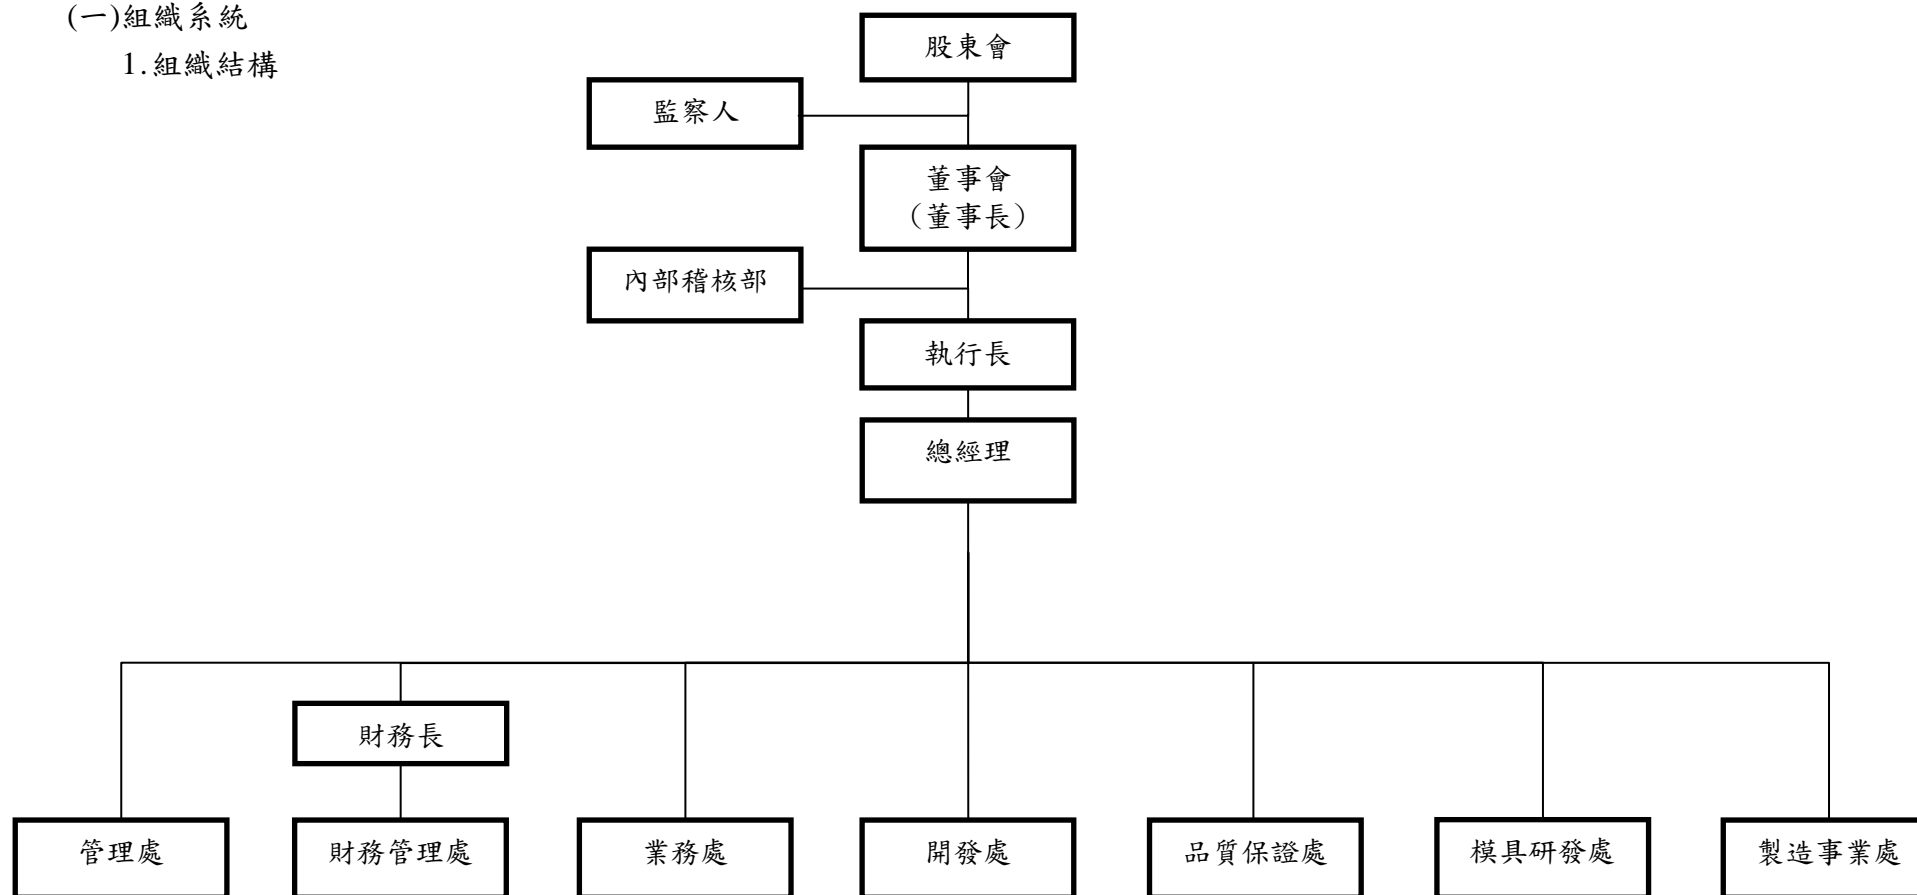 (一)組織系統
1.組織結構
股東會
監察人
董事會
（董事長）
內部稽核部
執行長
總經理
財務長
管理處
財務管理處
業務處
開發處
品質保證處
模具研發處
製造事業處